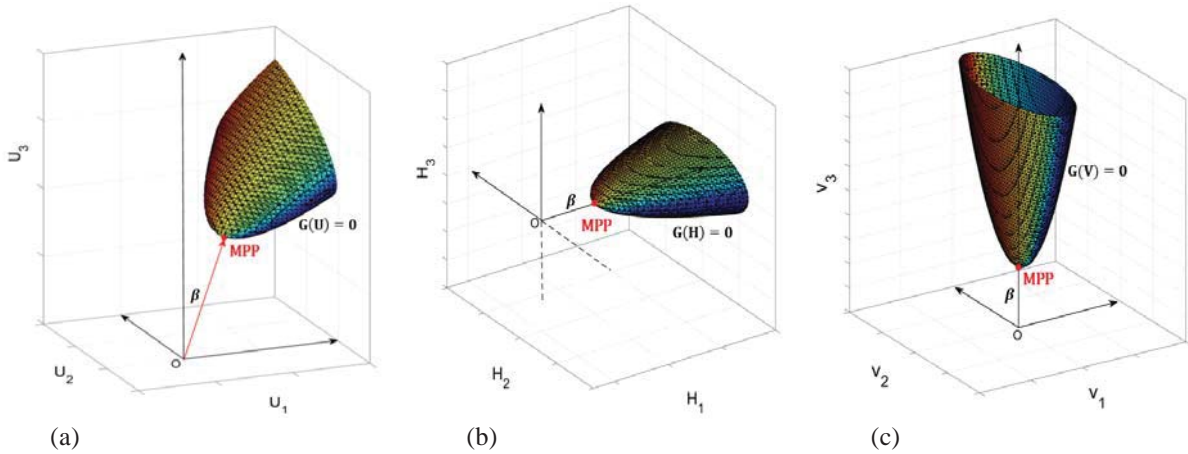 U₃
G(U) = 0
MPP
β
O
U₂
U₁
(a)
H₃
β
O
MPP
G(H) = 0
H₂
H₁
(b)
V₃
G(V) = 0
MPP
β
O
V₂
V₁
(c)